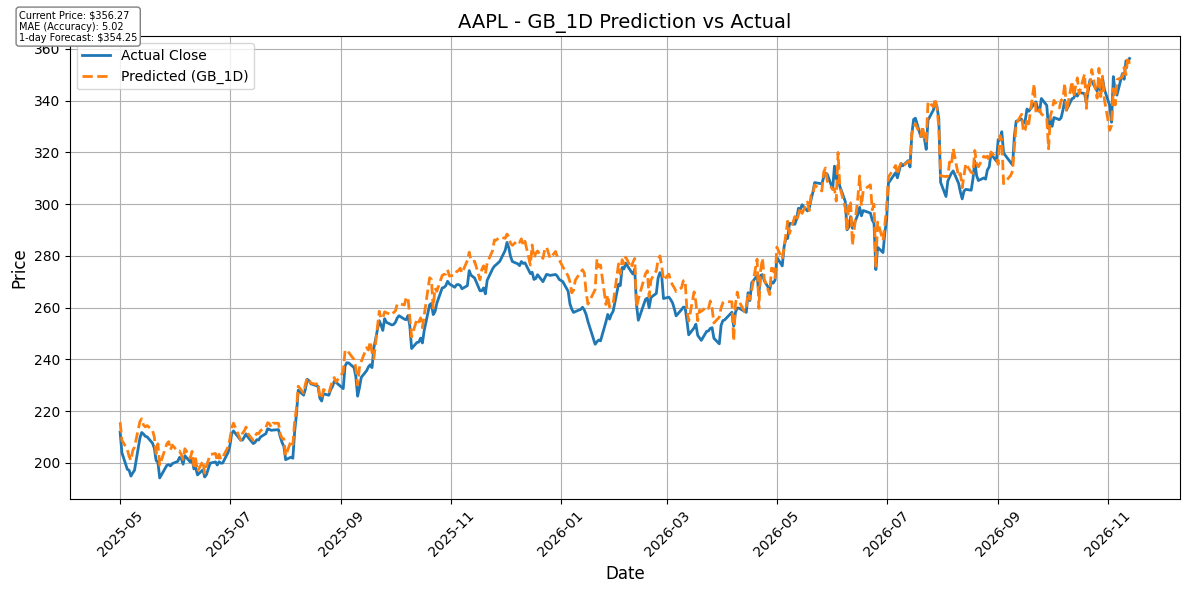 AAPL - GB_1D Prediction vs Actual
Current Price: $356.27
MAE (Accuracy): 5.02
1-day Forecast: $354.25
Actual Close
Predicted (GB_1D)
Price
360
340
320
300
280
260
240
220
200
2025-05
2025-07
2025-09
2025-11
2026-01
2026-03
2026-05
2026-07
2026-09
2026-11
Date